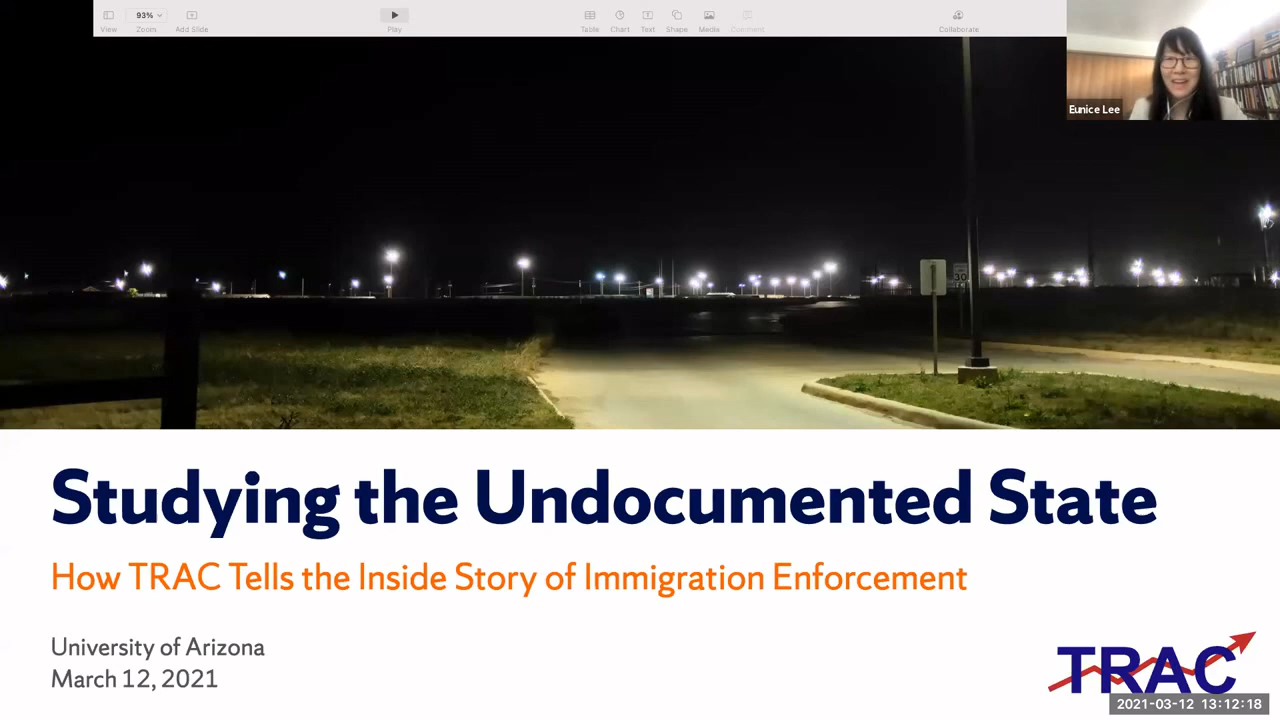 93%
View
Zoom
Add Slide
Play
Table
Chart
Text
Shape
Media
Comment
Collaborate
Eunice Lee
30
Studying the Undocumented State
How TRAC Tells the Inside Story of Immigration Enforcement
University of Arizona
March 12, 2021
TRAC
2021-03-12 13:12:18